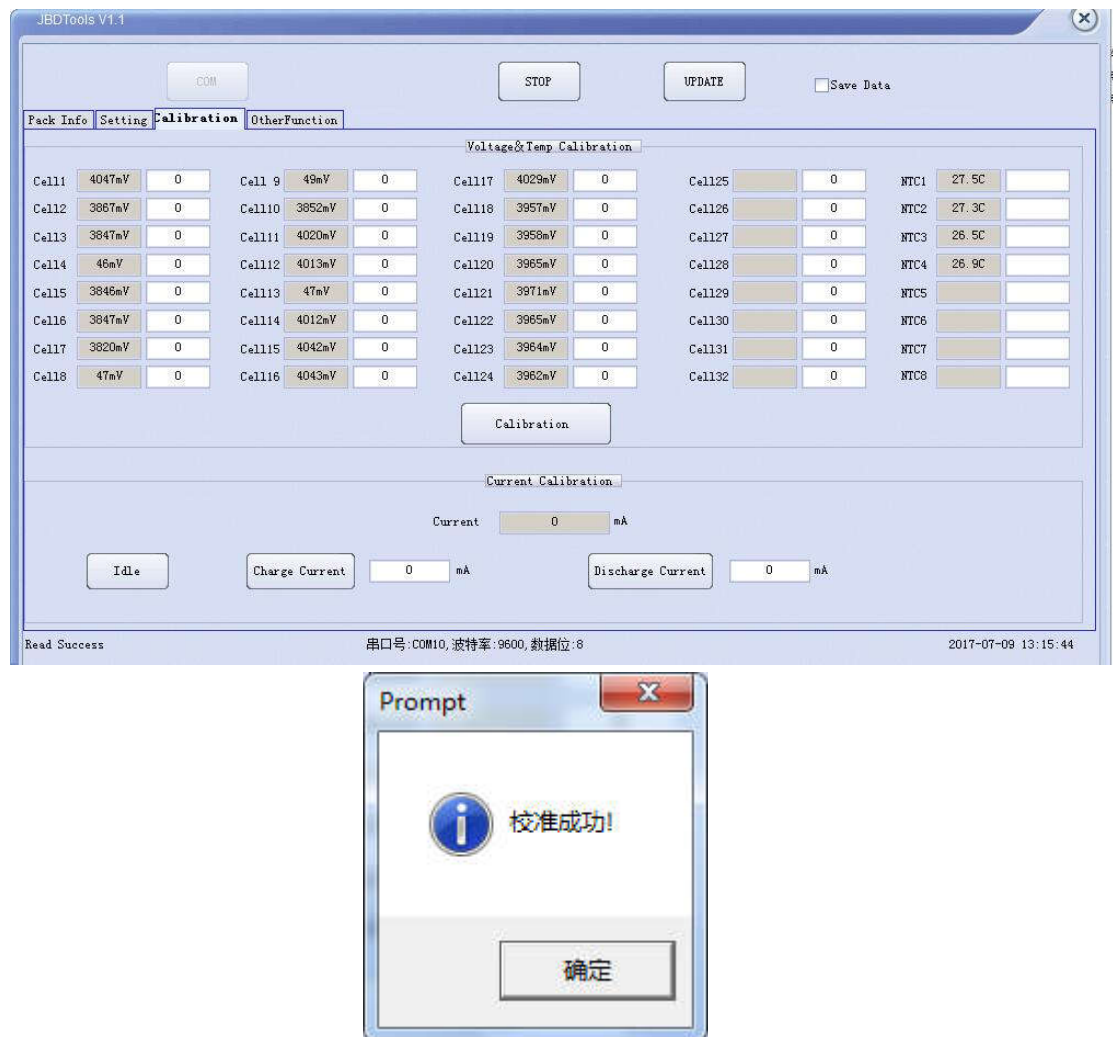 JBDTools V1.1
COM STOP UPDATE Save Data
Pack Info Setting Calibration OtherFunction
Voltage&Temp Calibration
Cell1 4047mV 0 Cell 9 49mV 0 Cell17 4029mV 0 Cell25 0 NTC1 27.5C
Cell2 3867mV 0 Cell10 3852mV 0 Cell18 3957mV 0 Cell26 0 NTC2 27.3C
Cell3 3847mV 0 Cell11 4020mV 0 Cell19 3958mV 0 Cell27 0 NTC3 26.5C
Cell4 46mV 0 Cell12 4013mV 0 Cell20 3965mV 0 Cell28 0 NTC4 26.9C
Cell5 3846mV 0 Cell13 47mV 0 Cell21 3971mV 0 Cell29 0 NTC5
Cell6 3847mV 0 Cell14 4012mV 0 Cell22 3965mV 0 Cell30 0 NTC6
Cell7 3820mV 0 Cell15 4042mV 0 Cell23 3964mV 0 Cell31 0 NTC7
Cell8 47mV 0 Cell16 4043mV 0 Cell24 3962mV 0 Cell32 0 NTC8
Calibration
Current Calibration
Current 0 mA
Idle Charge Current 0 mA Discharge Current 0 mA
Read Success 串口号:COM10,波特率:9600,数据位:8 2017-07-09 13:15:44
Prompt
校准成功!
确定